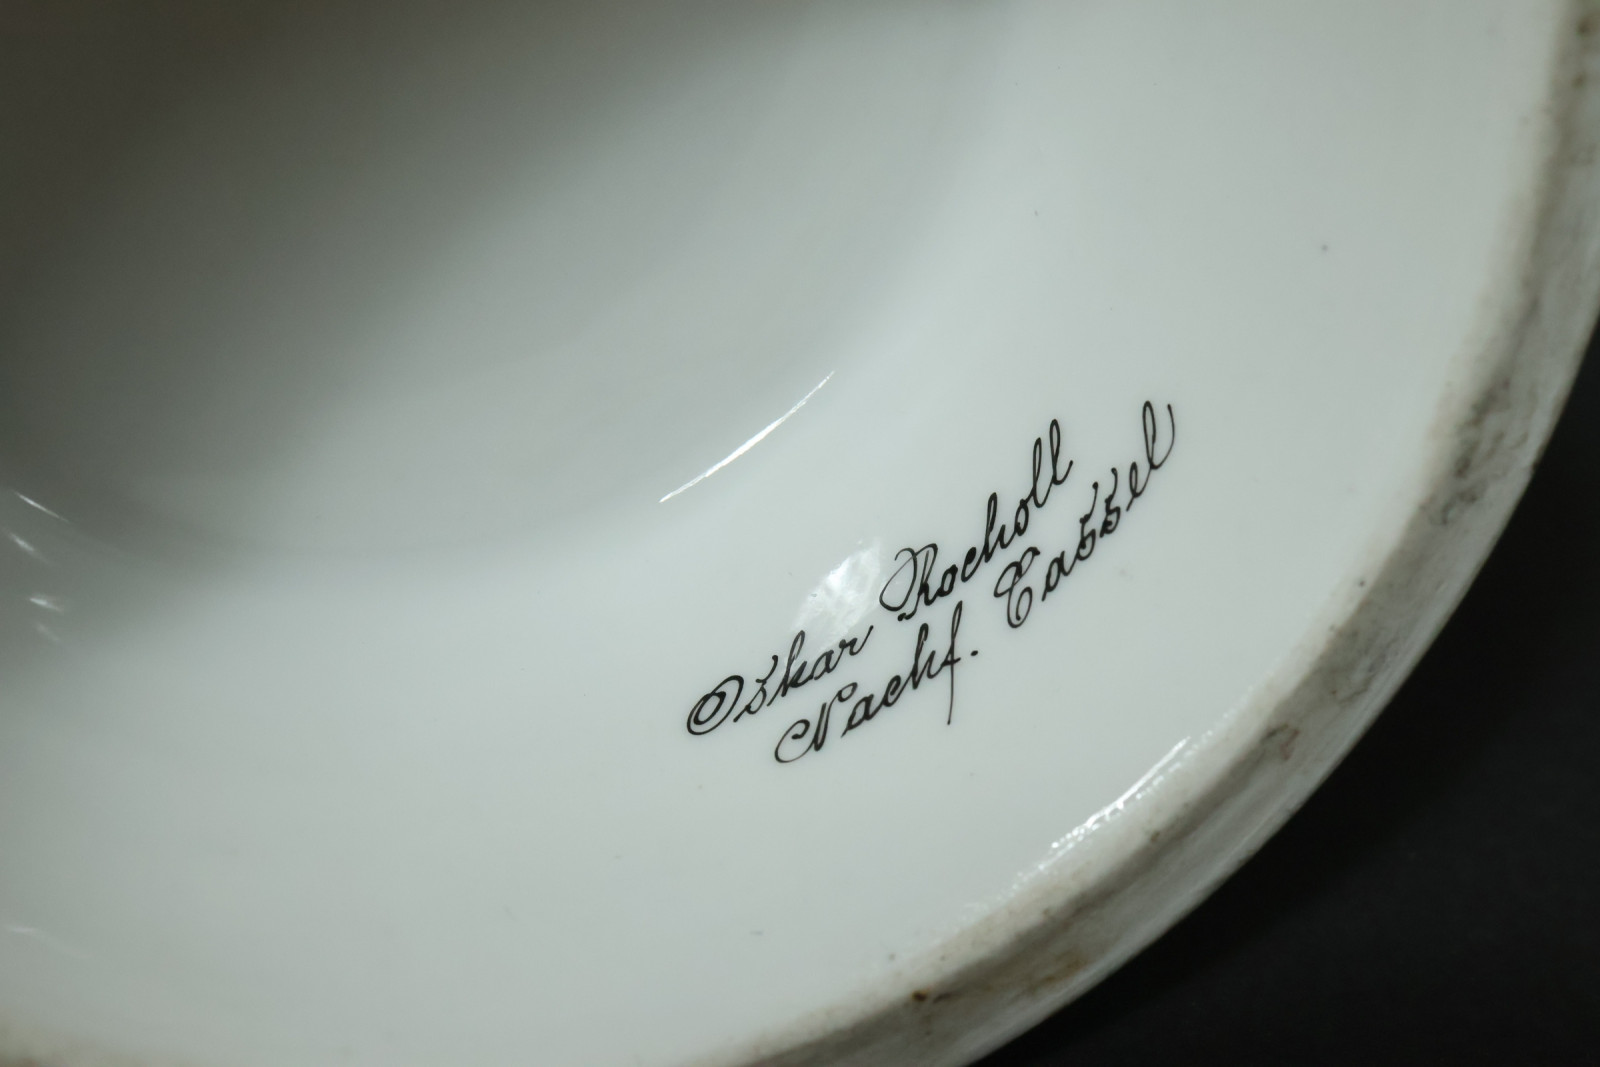 Oskar Rocholl
Nachf. Cassel